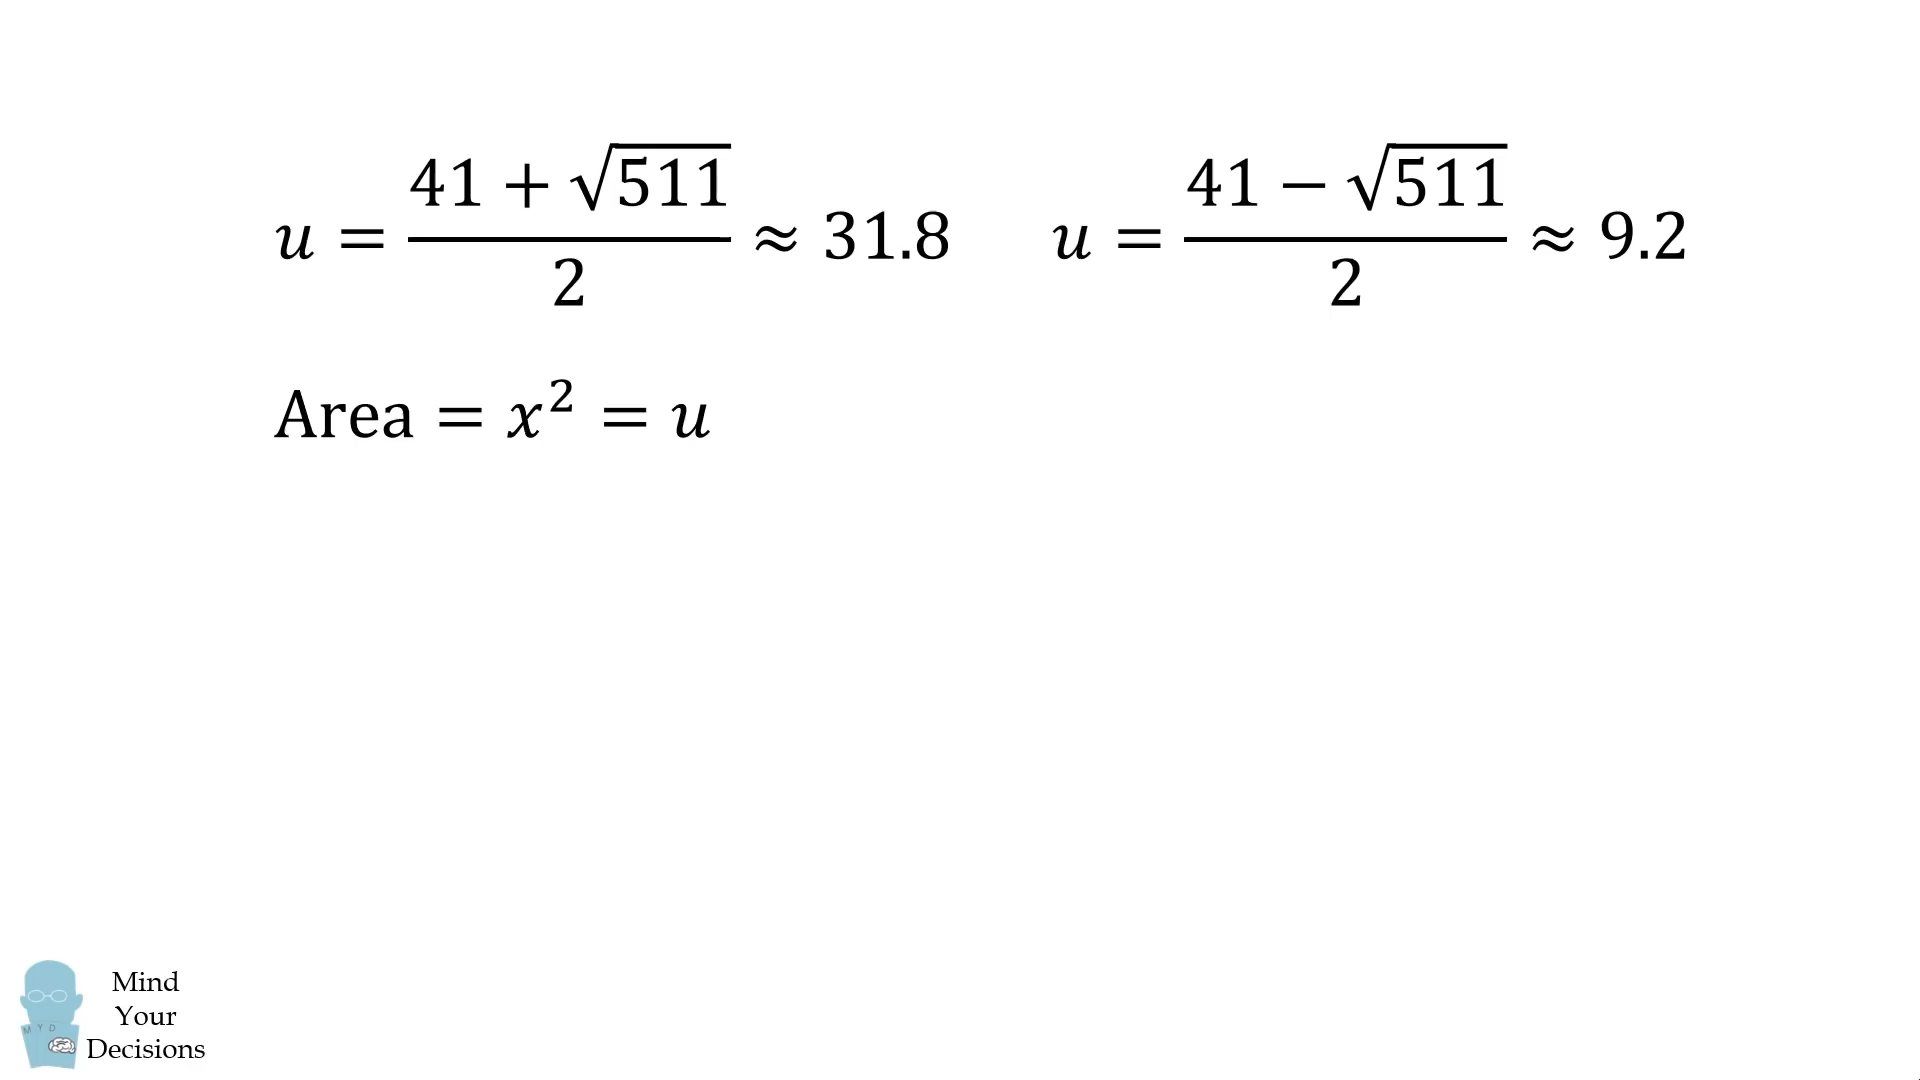 u = (41 + √511)/2 ≈ 31.8    u = (41 − √511)/2 ≈ 9.2
Area = x² = u
M Y D
Mind
Your
Decisions